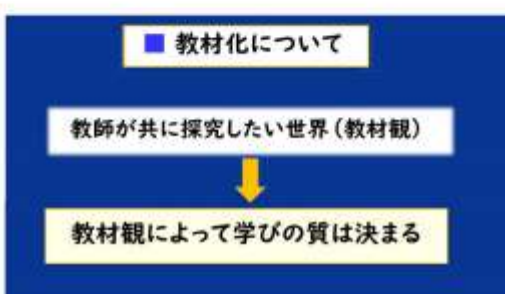 ■ 教材化について
教師が共に探究したい世界(教材観)
教材観によって学びの質は決まる